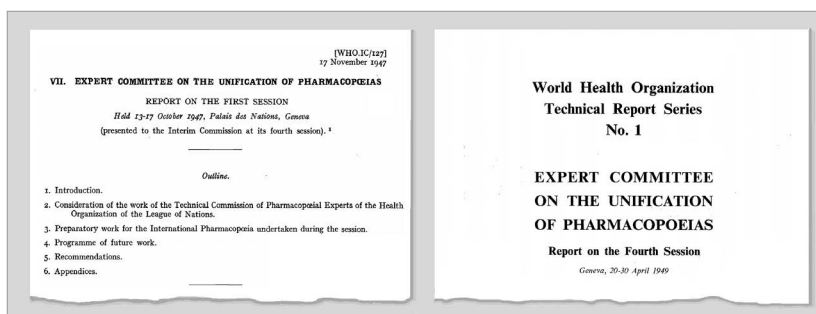 [WHO.IC/127]
17 November 1947
VII. EXPERT COMMITTEE ON THE UNIFICATION OF PHARMACOPŒIAS
REPORT ON THE FIRST SESSION
Held 13-17 October 1947, Palais des Nations, Geneva
(presented to the Interim Commission at its fourth session). ¹
Outline.
1. Introduction.
2. Consideration of the work of the Technical Commission of Pharmacopœial Experts of the Health
Organization of the League of Nations.
3. Preparatory work for the International Pharmacopœia undertaken during the session.
4. Programme of future work.
5. Recommendations.
6. Appendices.
World Health Organization
Technical Report Series
No. 1
EXPERT COMMITTEE
ON THE UNIFICATION
OF PHARMACOPOEIAS
Report on the Fourth Session
Geneva, 20-30 April 1949